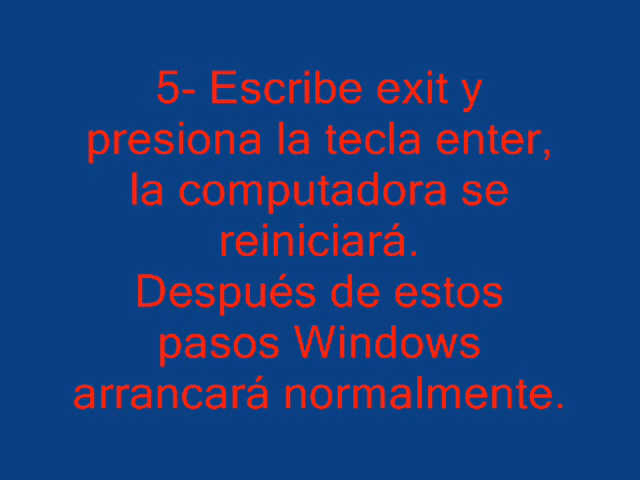 5- Escribe exit y
presiona la tecla enter,
la computadora se
reiniciará.
Después de estos
pasos Windows
arrancará normalmente.